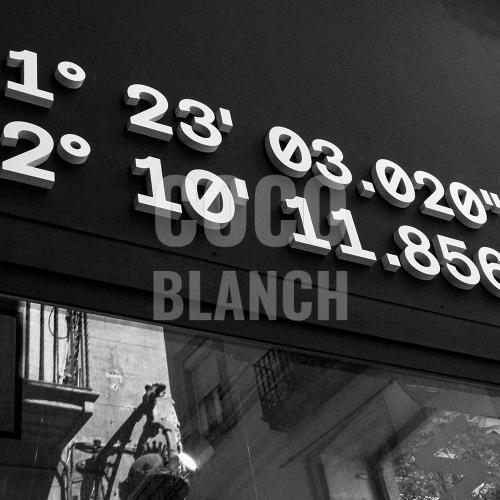 1° 23' 03.020"
2° 10' 11.856
COCO
BLANCH